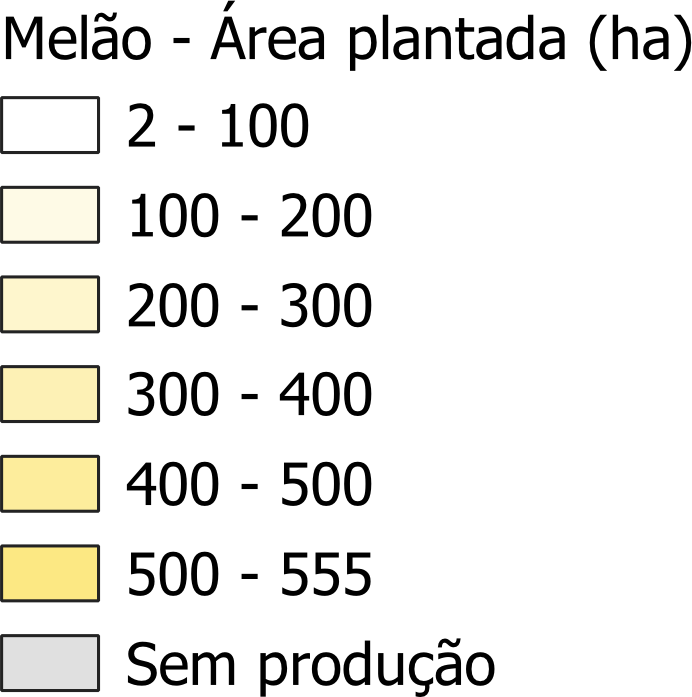 Melão - Área plantada (ha)
2 - 100
100 - 200
200 - 300
300 - 400
400 - 500
500 - 555
Sem produção